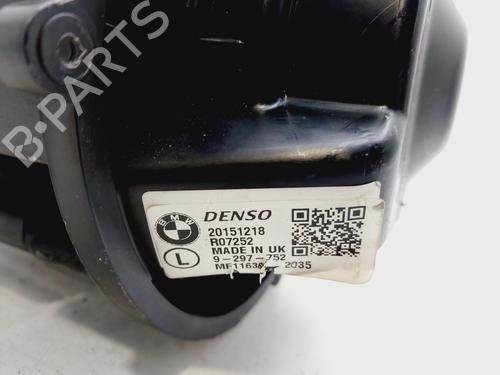 B-PARTS
BMW
DENSO
20151218
R07252
MADE IN UK
L
9-297-752
2035